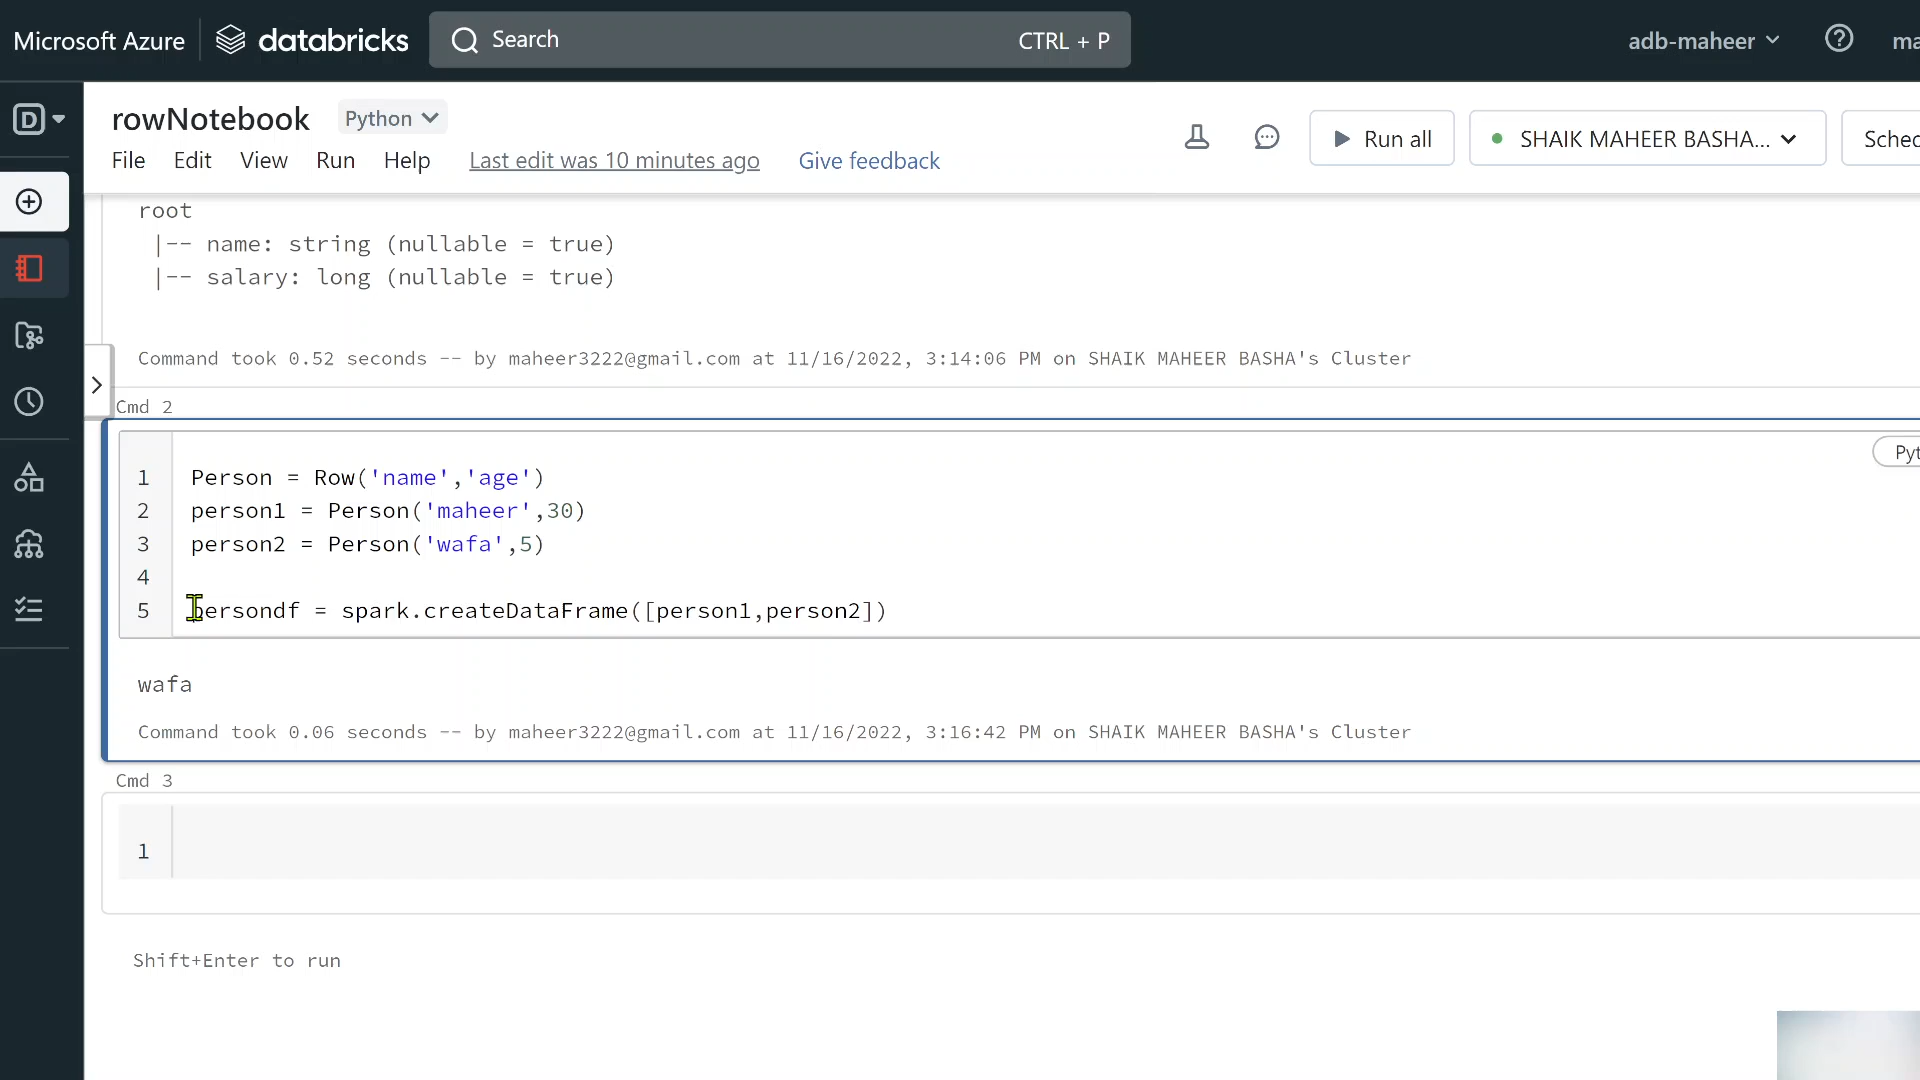 Microsoft Azure databricks Search CTRL + P adb-maheer ma
rowNotebook Python
File Edit View Run Help Last edit was 10 minutes ago Give feedback Run all SHAIK MAHEER BASHA... Sched
root
|-- name: string (nullable = true)
|-- salary: long (nullable = true)
Command took 0.52 seconds -- by maheer3222@gmail.com at 11/16/2022, 3:14:06 PM on SHAIK MAHEER BASHA's Cluster
Cmd 2
Pyt
1 Person = Row('name','age')
2 person1 = Person('maheer',30)
3 person2 = Person('wafa',5)
4
5 persondf = spark.createDataFrame([person1,person2])
wafa
Command took 0.06 seconds -- by maheer3222@gmail.com at 11/16/2022, 3:16:42 PM on SHAIK MAHEER BASHA's Cluster
Cmd 3
1
Shift+Enter to run